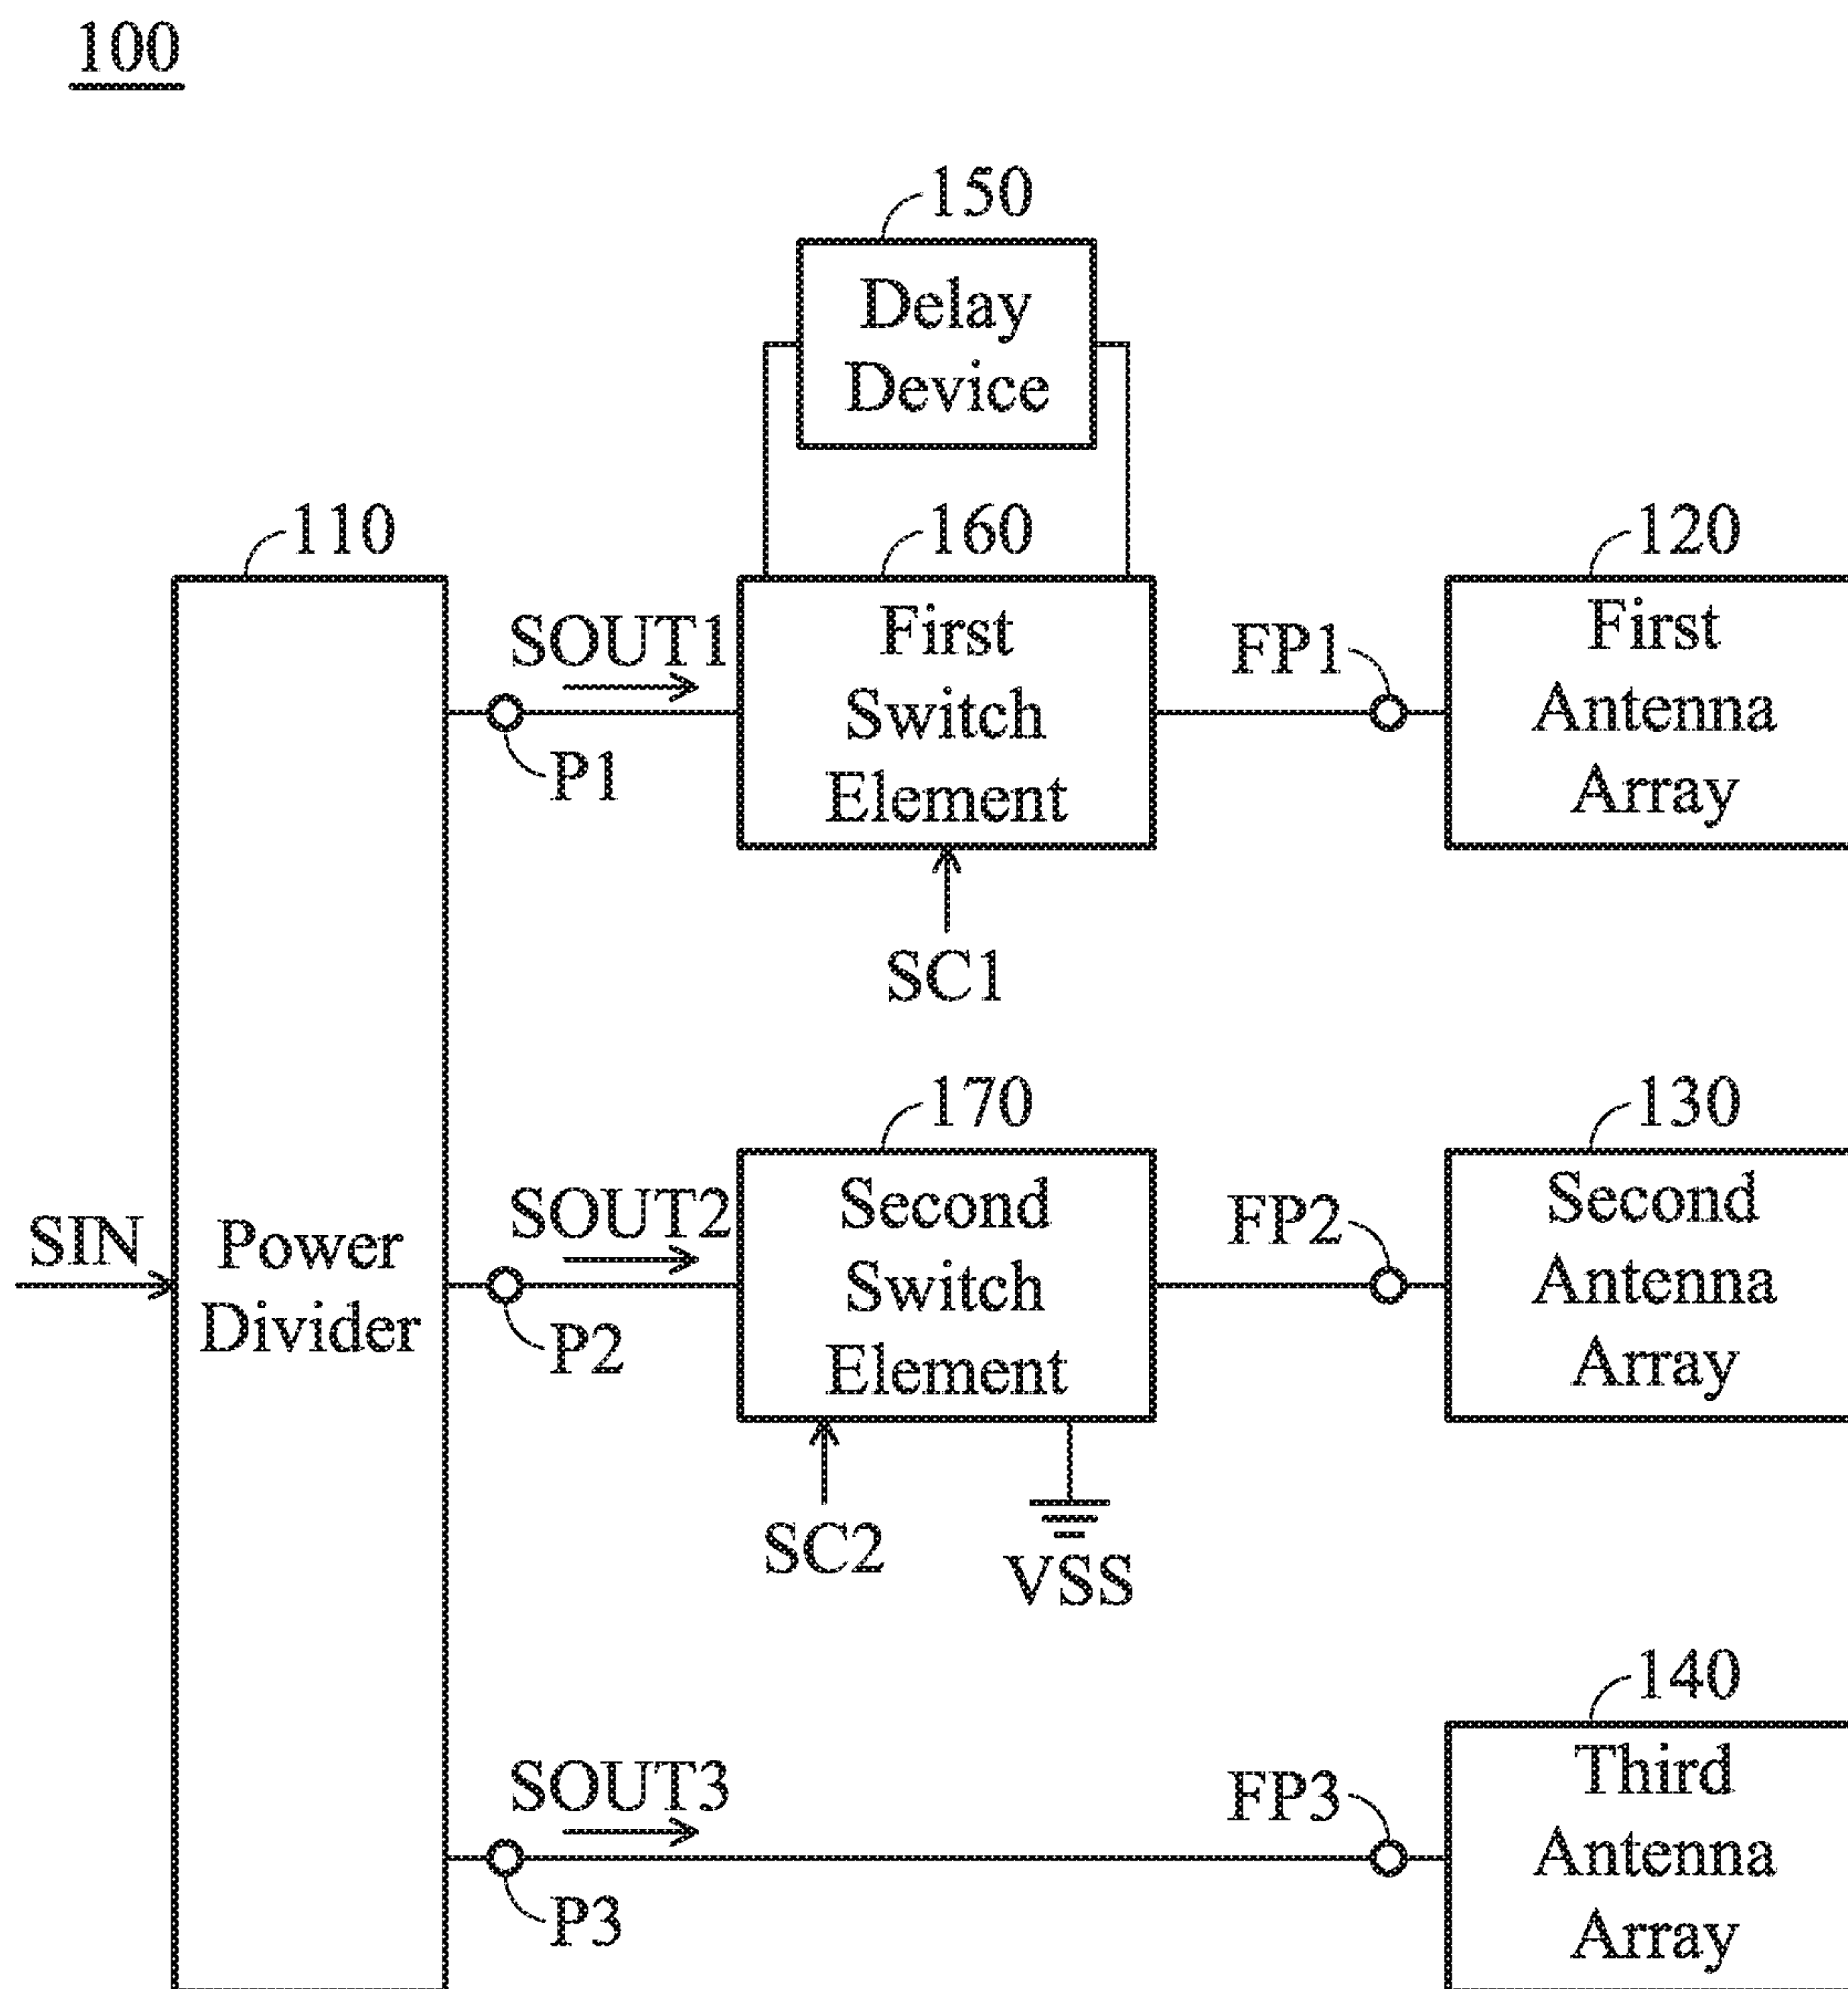 100
150
Delay
Device
110
160
120
SOUT1
First
Switch
Element
FP1
First
Antenna
Array
P1
SC1
170
130
SIN
Power
Divider
SOUT2
Second
Switch
Element
FP2
Second
Antenna
Array
P2
SC2
VSS
140
SOUT3
FP3
Third
Antenna
Array
P3